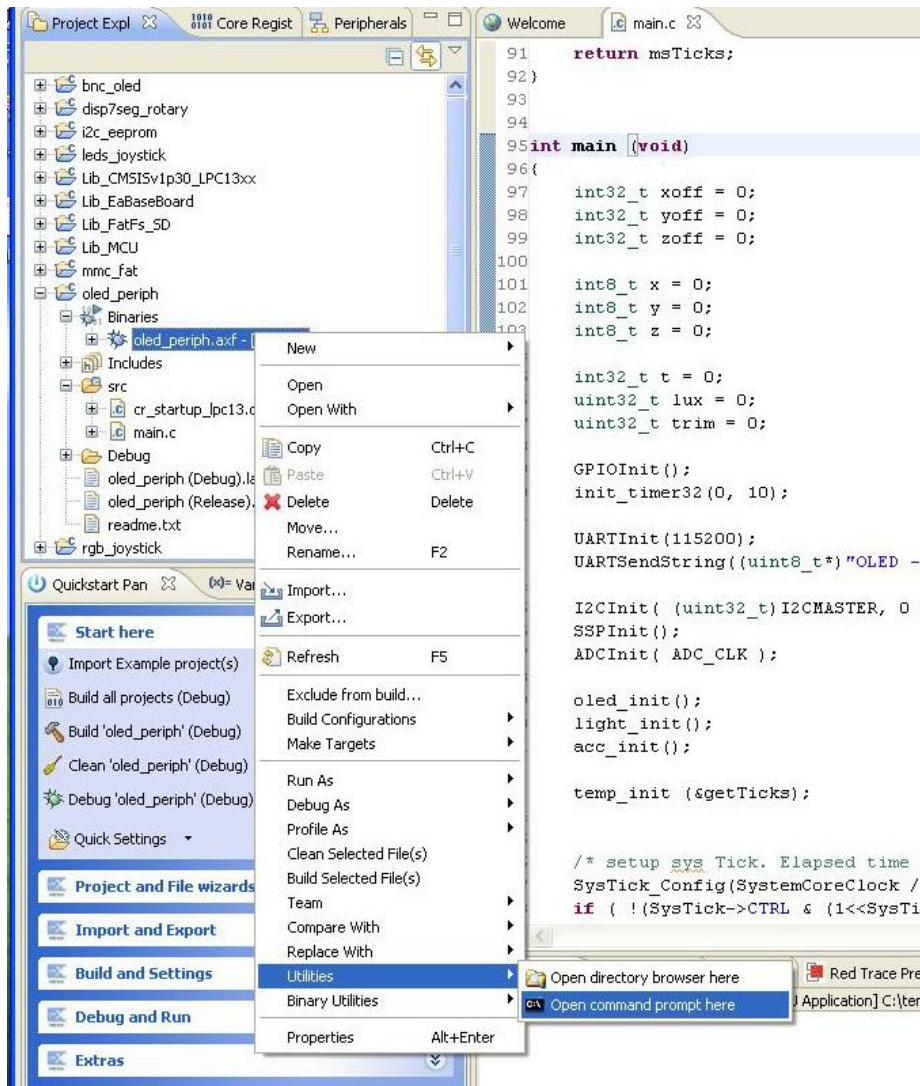 Project Expl
Core Regist
Peripherals
bnc_oled
disp7seg_rotary
i2c_eeprom
leds_joystick
Lib_CMSISv1p30_LPC13xx
Lib_EaBaseBoard
Lib_FatFs_SD
Lib_MCU
mmc_fat
oled_periph
Binaries
oled_periph.axf - [
Includes
src
cr_startup_lpc13.c
main.c
Debug
oled_periph (Debug).la
oled_periph (Release).
readme.txt
rgb_joystick
Quickstart Pan
(x)= Va
Start here
Import Example project(s)
Build all projects (Debug)
Build 'oled_periph' (Debug)
Clean 'oled_periph' (Debug)
Debug 'oled_periph' (Debug)
Quick Settings
Project and File wizards
Import and Export
Build and Settings
Debug and Run
Extras
New
Open
Open With
Copy Ctrl+C
Paste Ctrl+V
Delete Delete
Move...
Rename... F2
Import...
Export...
Refresh F5
Exclude from build...
Build Configurations
Make Targets
Run As
Debug As
Profile As
Clean Selected File(s)
Build Selected File(s)
Team
Compare With
Replace With
Utilities
Binary Utilities
Properties Alt+Enter
Open directory browser here
Open command prompt here
Welcome
main.c
91 return msTicks;
92 }
93
94
95 int main (void)
96 {
97 int32_t xoff = 0;
98 int32_t yoff = 0;
99 int32_t zoff = 0;
100
101 int8_t x = 0;
102 int8_t y = 0;
103 int8_t z = 0;
int32_t t = 0;
uint32_t lux = 0;
uint32_t trim = 0;
GPIOInit();
init_timer32(0, 10);
UARTInit(115200);
UARTSendString((uint8_t*)"OLED -
I2CInit( (uint32_t)I2CMASTER, 0
SSPInit();
ADCInit( ADC_CLK );
oled_init();
light_init();
acc_init();
temp_init (&getTicks);
/* setup sys Tick. Elapsed time
SysTick_Config(SystemCoreClock /
if ( !(SysTick->CTRL & (1<<SysTi
Red Trace Pre
Application] C:\ter